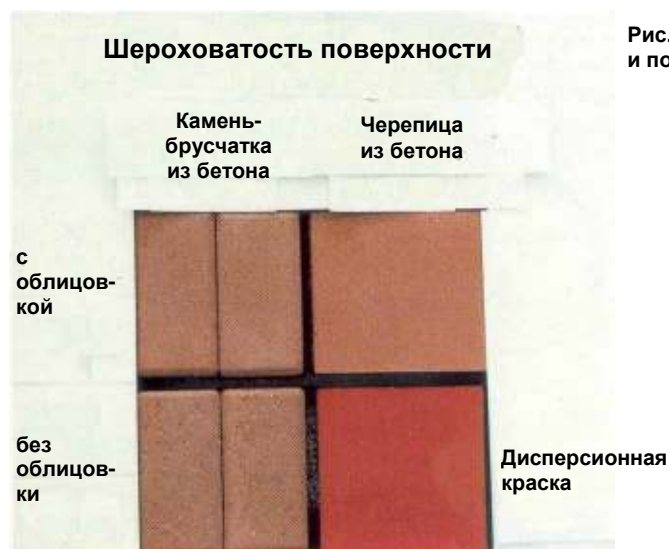 Шероховатость поверхности
Рис.
и по
Камень-
брусчатка
из бетона
Черепица
из бетона
с
облицов-
кой
без
облицов-
ки
Дисперсионная
краска